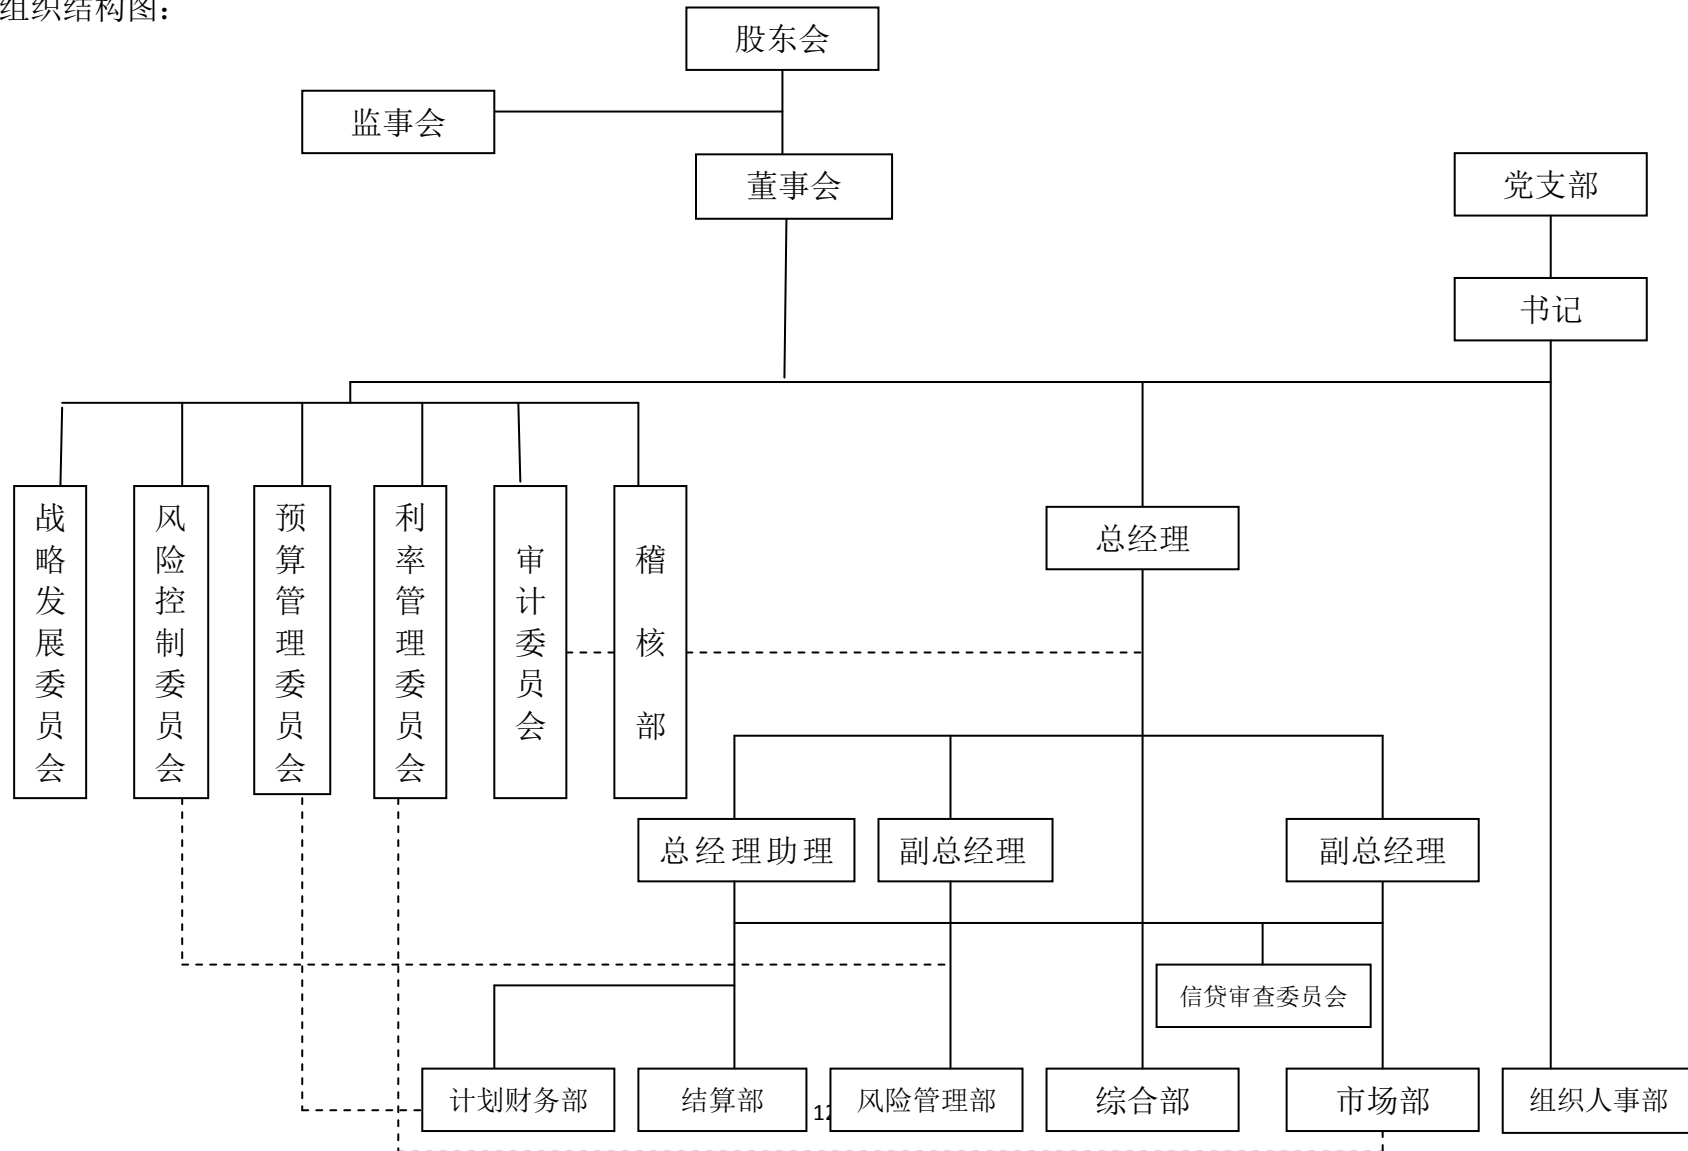 组织结构图：
股东会
监事会
董事会
党支部
书记
战略发展委员会
风险控制委员会
预算管理委员会
利率管理委员会
审计委员会
稽核部
总经理
总经理助理
副总经理
副总经理
信贷审查委员会
计划财务部
结算部
12
风险管理部
综合部
市场部
组织人事部